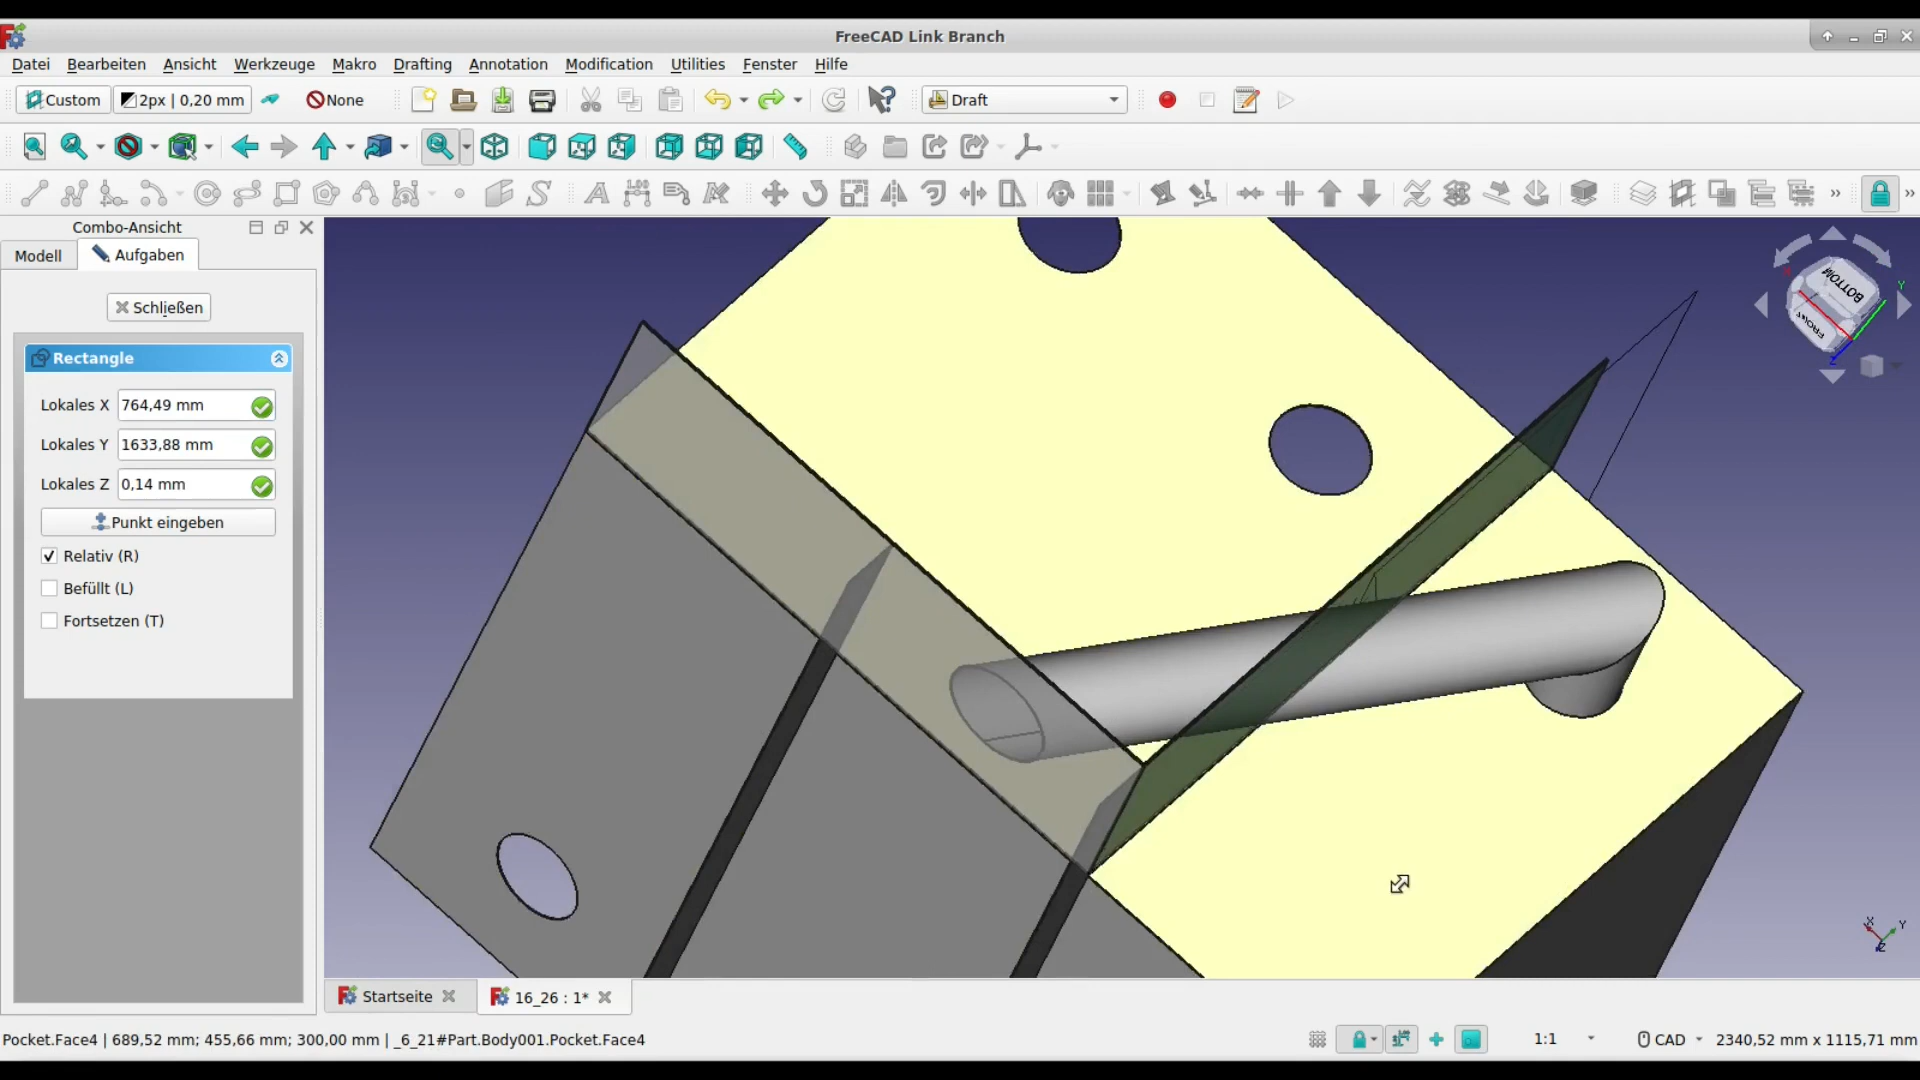 FreeCAD Link Branch
Datei Bearbeiten Ansicht Werkzeuge Makro Drafting Annotation Modification Utilities Fenster Hilfe
Custom 2px | 0,20 mm None Draft
Combo-Ansicht
Modell Aufgaben
Schließen
Rectangle
Lokales X 764,49 mm
Lokales Y 1633,88 mm
Lokales Z 0,14 mm
Punkt eingeben
Relativ (R)
Befüllt (L)
Fortsetzen (T)
BOTTOM
FRONT
Y
Z
X Y
Z
Startseite 16_26 : 1*
Pocket.Face4 | 689,52 mm; 455,66 mm; 300,00 mm | _6_21#Part.Body001.Pocket.Face4 1:1 CAD 2340,52 mm x 1115,71 mm